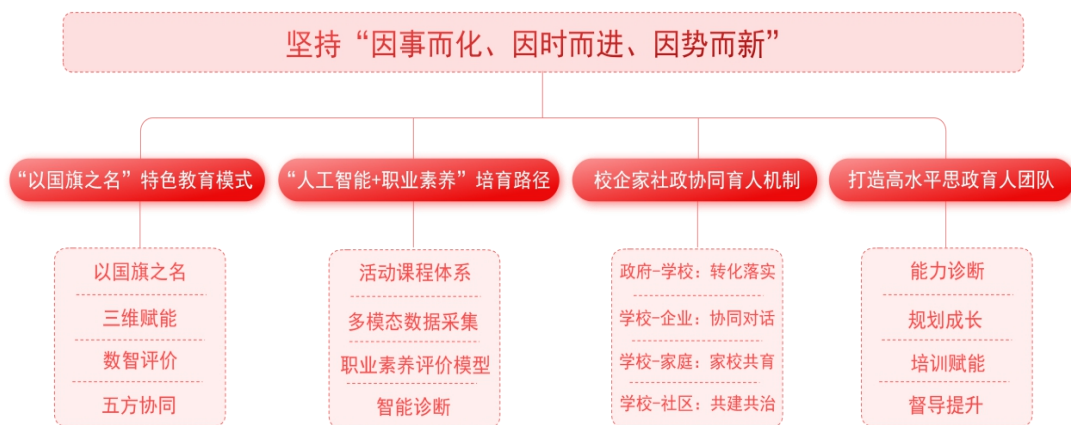 坚持“因事而化、因时而进、因势而新”
“以国旗之名”特色教育模式
以国旗之名
三维赋能
数智评价
五方协同
“人工智能+职业素养”培育路径
活动课程体系
多模态数据采集
职业素养评价模型
智能诊断
校企家社政协同育人机制
政府-学校：转化落实
学校-企业：协同对话
学校-家庭：家校共育
学校-社区：共建共治
打造高水平思政育人团队
能力诊断
规划成长
培训赋能
督导提升